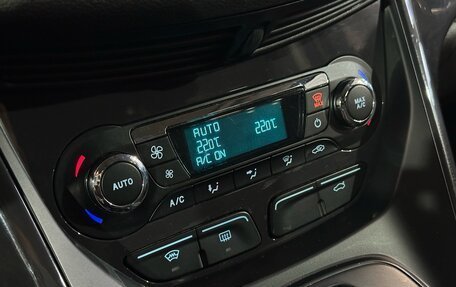 AUTO 22.0°C
22.0°C
A/C ON
MAX
A/C
AUTO
A/C